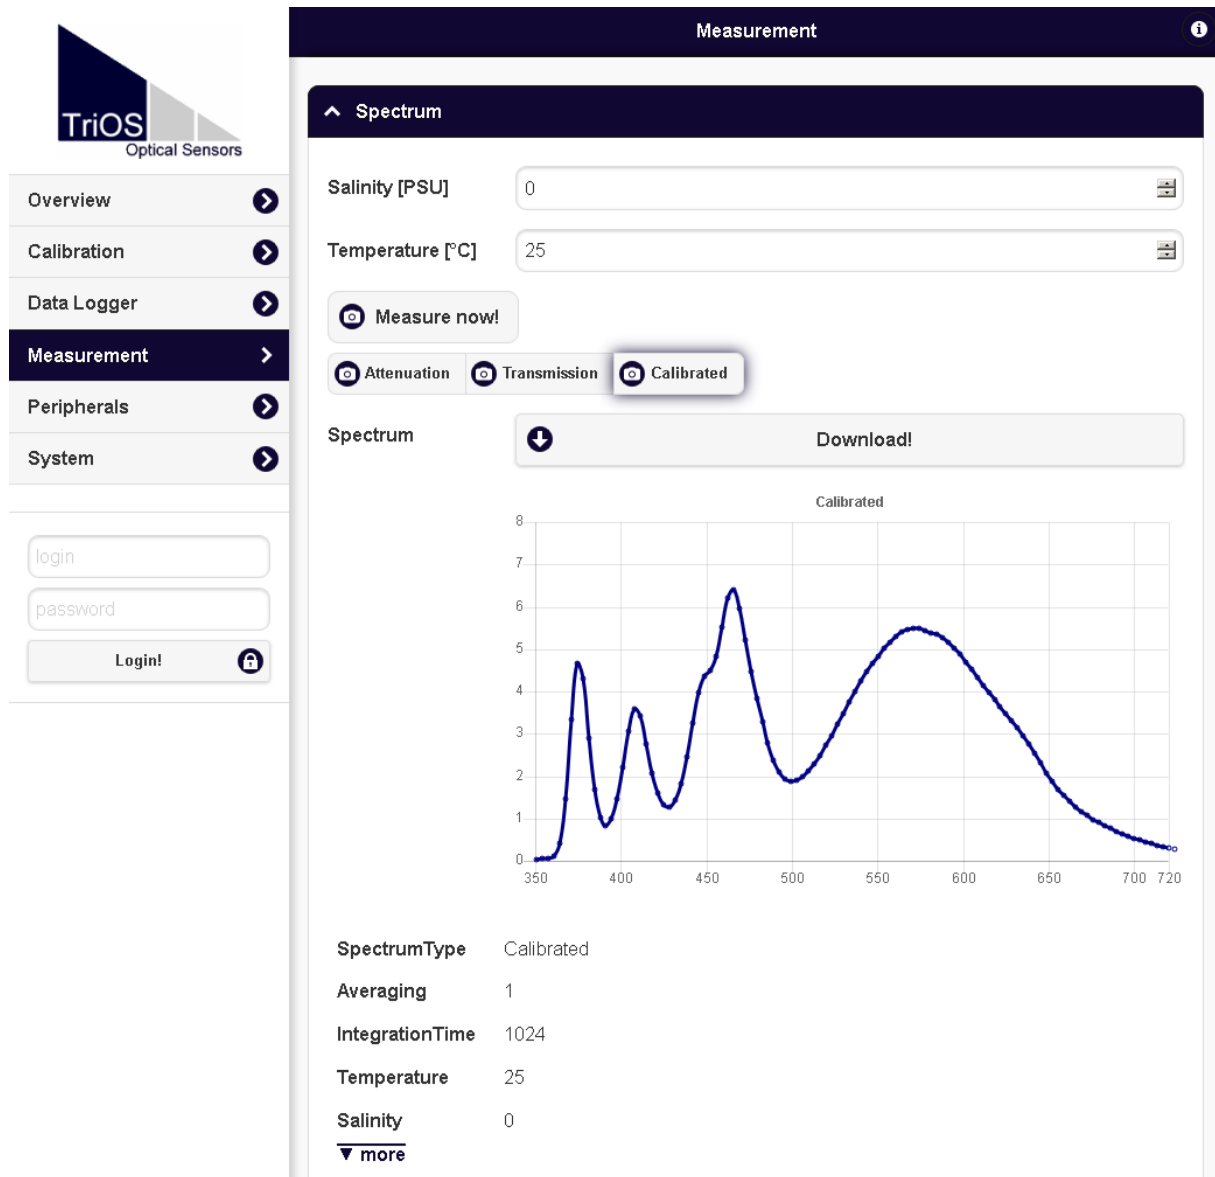 Measurement
TriOS
Optical Sensors
Overview
Calibration
Data Logger
Measurement
Peripherals
System
login
password
Login!
Spectrum
Salinity [PSU] 0
Temperature [°C] 25
Measure now!
Attenuation Transmission Calibrated
Spectrum Download!
Calibrated
8
7
6
5
4
3
2
1
0
350 400 450 500 550 600 650 700 720
SpectrumType Calibrated
Averaging 1
IntegrationTime 1024
Temperature 25
Salinity 0
▼ more